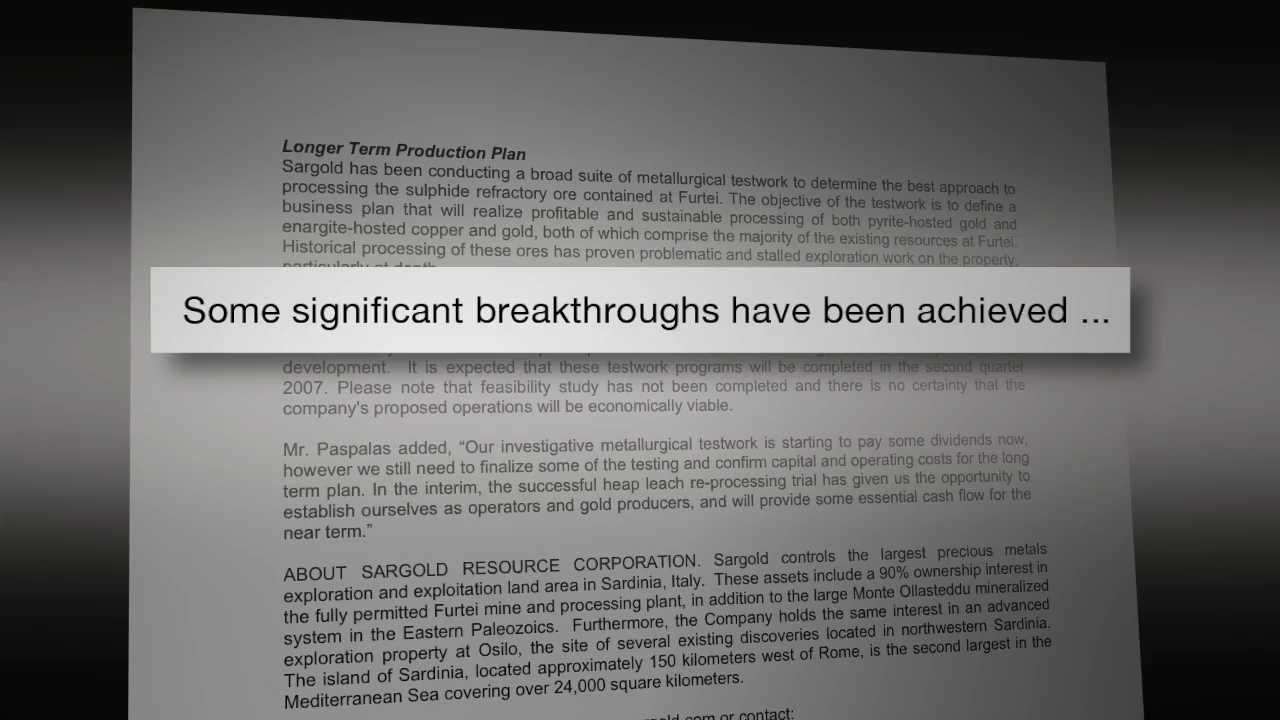 Longer Term Production Plan
Sargold has been conducting a broad suite of metallurgical testwork to determine the best approach to
processing the sulphide refractory ore contained at Furtei. The objective of the testwork is to define a
business plan that will realize profitable and sustainable processing of both pyrite-hosted gold and
enargite-hosted copper and gold, both of which comprise the majority of the existing resources at Furtei.
Historical processing of these ores has proven problematic and stalled exploration work on the property,
particularly at depth.
Some significant breakthroughs have been achieved ...
development. It is expected that these testwork programs will be completed in the second quarter
2007. Please note that feasibility study has not been completed and there is no certainty that the
company's proposed operations will be economically viable.
Mr. Paspalas added, “Our investigative metallurgical testwork is starting to pay some dividends now,
however we still need to finalize some of the testing and confirm capital and operating costs for the long
term plan. In the interim, the successful heap leach re-processing trial has given us the opportunity to
establish ourselves as operators and gold producers, and will provide some essential cash flow for the
near term.”
ABOUT SARGOLD RESOURCE CORPORATION. Sargold controls the largest precious metals
exploration and exploitation land area in Sardinia, Italy. These assets include a 90% ownership interest in
the fully permitted Furtei mine and processing plant, in addition to the large Monte Ollasteddu mineralized
system in the Eastern Paleozoics. Furthermore, the Company holds the same interest in an advanced
exploration property at Osilo, the site of several existing discoveries located in northwestern Sardinia.
The island of Sardinia, located approximately 150 kilometers west of Rome, is the second largest in the
Mediterranean Sea covering over 24,000 square kilometers.
com or contact: